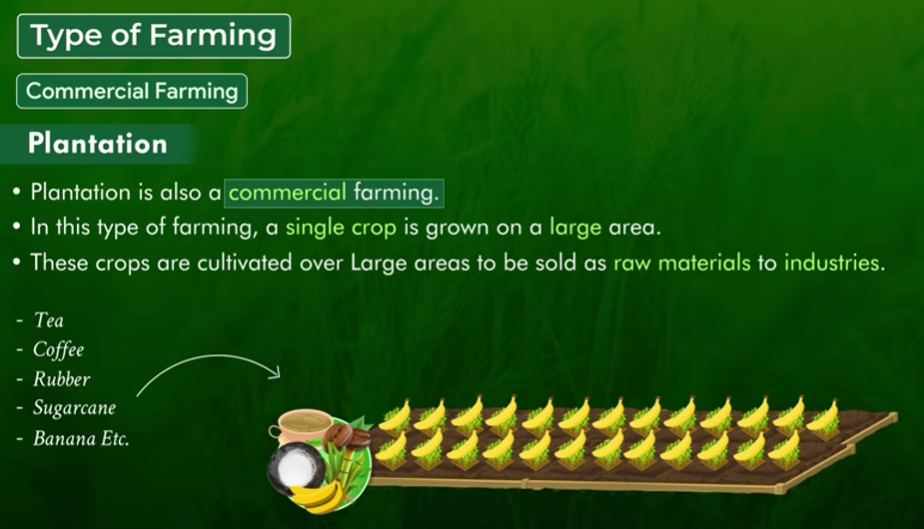 Type of Farming
Commercial Farming
Plantation
• Plantation is also a commercial farming.
• In this type of farming, a single crop is grown on a large area.
• These crops are cultivated over Large areas to be sold as raw materials to industries.
- Tea
- Coffee
- Rubber
- Sugarcane
- Banana Etc.